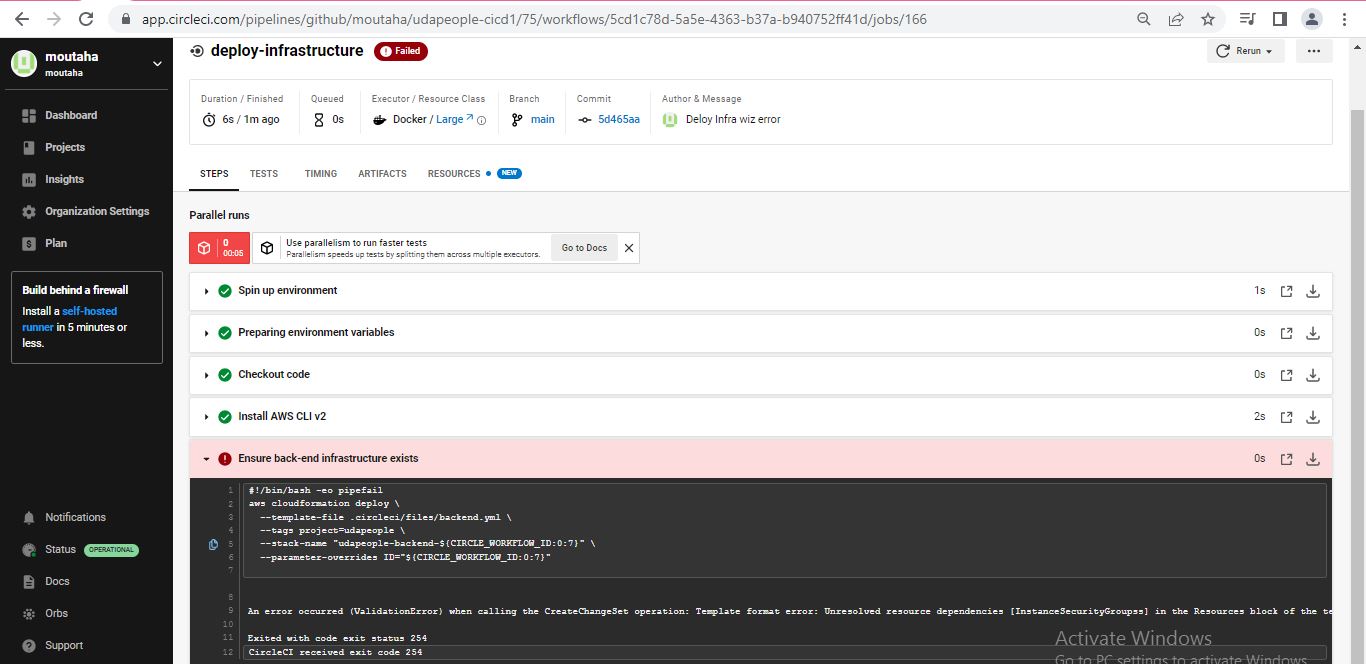 app.circleci.com/pipelines/github/moutaha/udapeople-cicd1/75/workflows/5cd1c78d-5a5e-4363-b37a-b940752ff41d/jobs/166
moutaha
moutaha
Dashboard
Projects
Insights
Organization Settings
Plan
Build behind a firewall
Install a self-hosted
runner in 5 minutes or
less.
Notifications
Status OPERATIONAL
Docs
Orbs
Support
deploy-infrastructure Failed
Rerun
Duration / Finished
6s / 1m ago
Queued
0s
Executor / Resource Class
Docker / Large
Branch
main
Commit
5d465aa
Author & Message
Deloy Infra wiz error
STEPS TESTS TIMING ARTIFACTS RESOURCES NEW
Parallel runs
0
00:05
Use parallelism to run faster tests
Parallelism speeds up tests by splitting them across multiple executors.
Go to Docs
Spin up environment 1s
Preparing environment variables 0s
Checkout code 0s
Install AWS CLI v2 2s
Ensure back-end infrastructure exists 0s
1 #!/bin/bash -eo pipefail
2 aws cloudformation deploy \
3 --template-file .circleci/files/backend.yml \
4 --tags project=udapeople \
5 --stack-name "udapeople-backend-${CIRCLE_WORKFLOW_ID:0:7}" \
6 --parameter-overrides ID="${CIRCLE_WORKFLOW_ID:0:7}"
7
8
9 An error occurred (ValidationError) when calling the CreateChangeSet operation: Template format error: Unresolved resource dependencies [InstanceSecurityGroupss] in the Resources block of the te
10
11 Exited with code exit status 254
12 CircleCI received exit code 254
Activate Windows
Go to PC settings to activate Windows.